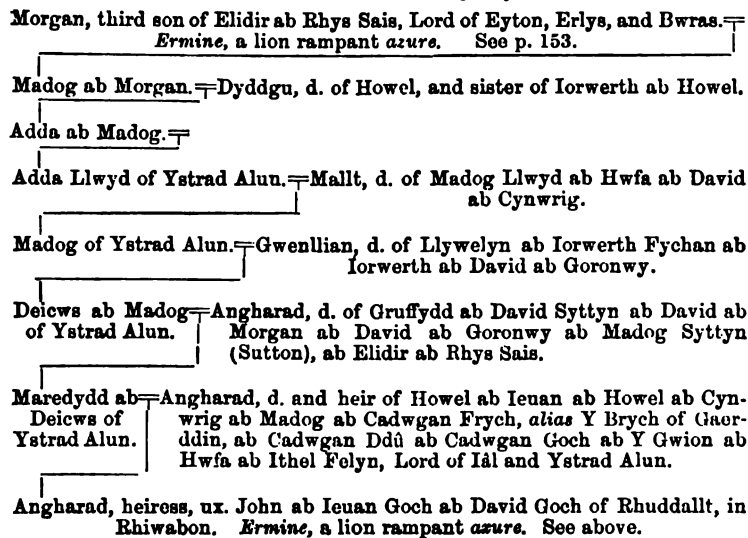 Morgan, third son of Elidir ab Rhys Sais, Lord of Eyton, Erlys, and Bwras.
Ermine, a lion rampant azure. See p. 153.
Madog ab Morgan. Dyddgu, d. of Howel, and sister of Iorwerth ab Howel.
Adda ab Madog.
Adda Llwyd of Ystrad Alun. Mallt, d. of Madog Llwyd ab Hwfa ab David
ab Cynwrig.
Madog of Ystrad Alun. Gwenllian, d. of Llywelyn ab Iorwerth Fychan ab
Iorwerth ab David ab Goronwy.
Deicws ab Madog Angharad, d. of Gruffydd ab David Syttyn ab David ab
of Ystrad Alun. Morgan ab David ab Goronwy ab Madog Syttyn
(Sutton), ab Elidir ab Rhys Sais.
Maredydd ab Angharad, d. and heir of Howel ab Ieuan ab Howel ab Cyn-
Deicws of wrig ab Madog ab Cadwgan Frych, alias Y Brych of Gaer-
Ystrad Alun. ddin, ab Cadwgan Ddû ab Cadwgan Goch ab Y Gwion ab
Hwfa ab Ithel Felyn, Lord of Iâl and Ystrad Alun.
Angharad, heiress, ux. John ab Ieuan Goch ab David Goch of Rhuddallt, in
Rhiwabon. Ermine, a lion rampant azure. See above.